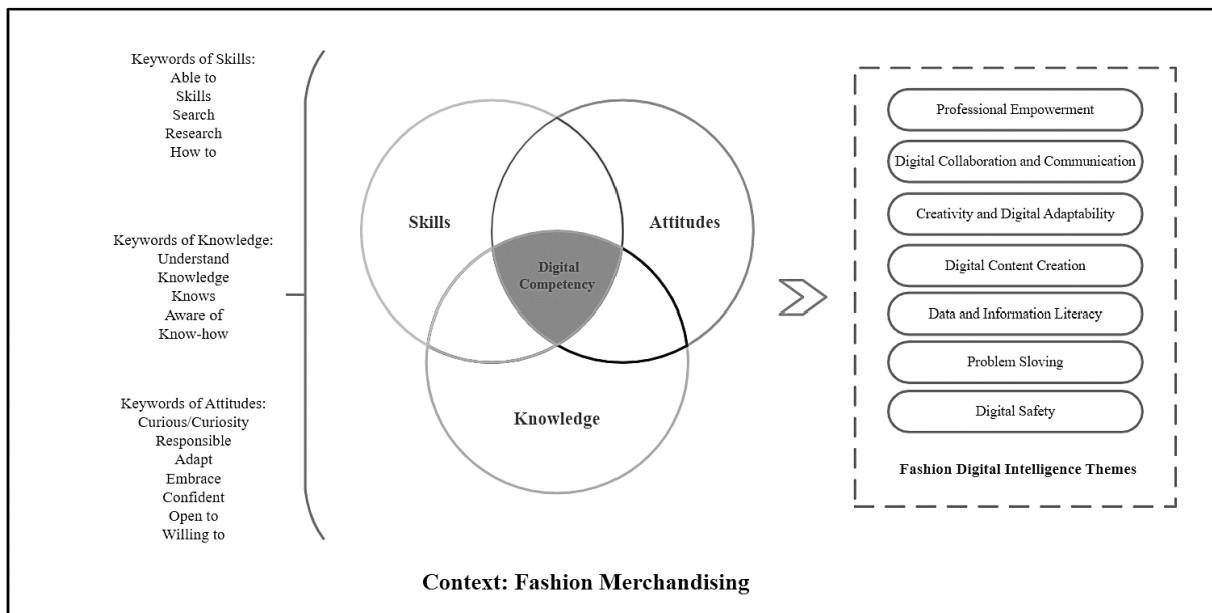 Keywords of Skills:
Able to
Skills
Search
Research
How to
Keywords of Knowledge:
Understand
Knowledge
Knows
Aware of
Know-how
Keywords of Attitudes:
Curious/Curiosity
Responsible
Adapt
Embrace
Confident
Open to
Willing to
Skills
Attitudes
Digital
Competency
Knowledge
Professional Empowerment
Digital Collaboration and Communication
Creativity and Digital Adaptability
Digital Content Creation
Data and Information Literacy
Problem Sloving
Digital Safety
Fashion Digital Intelligence Themes
Context: Fashion Merchandising